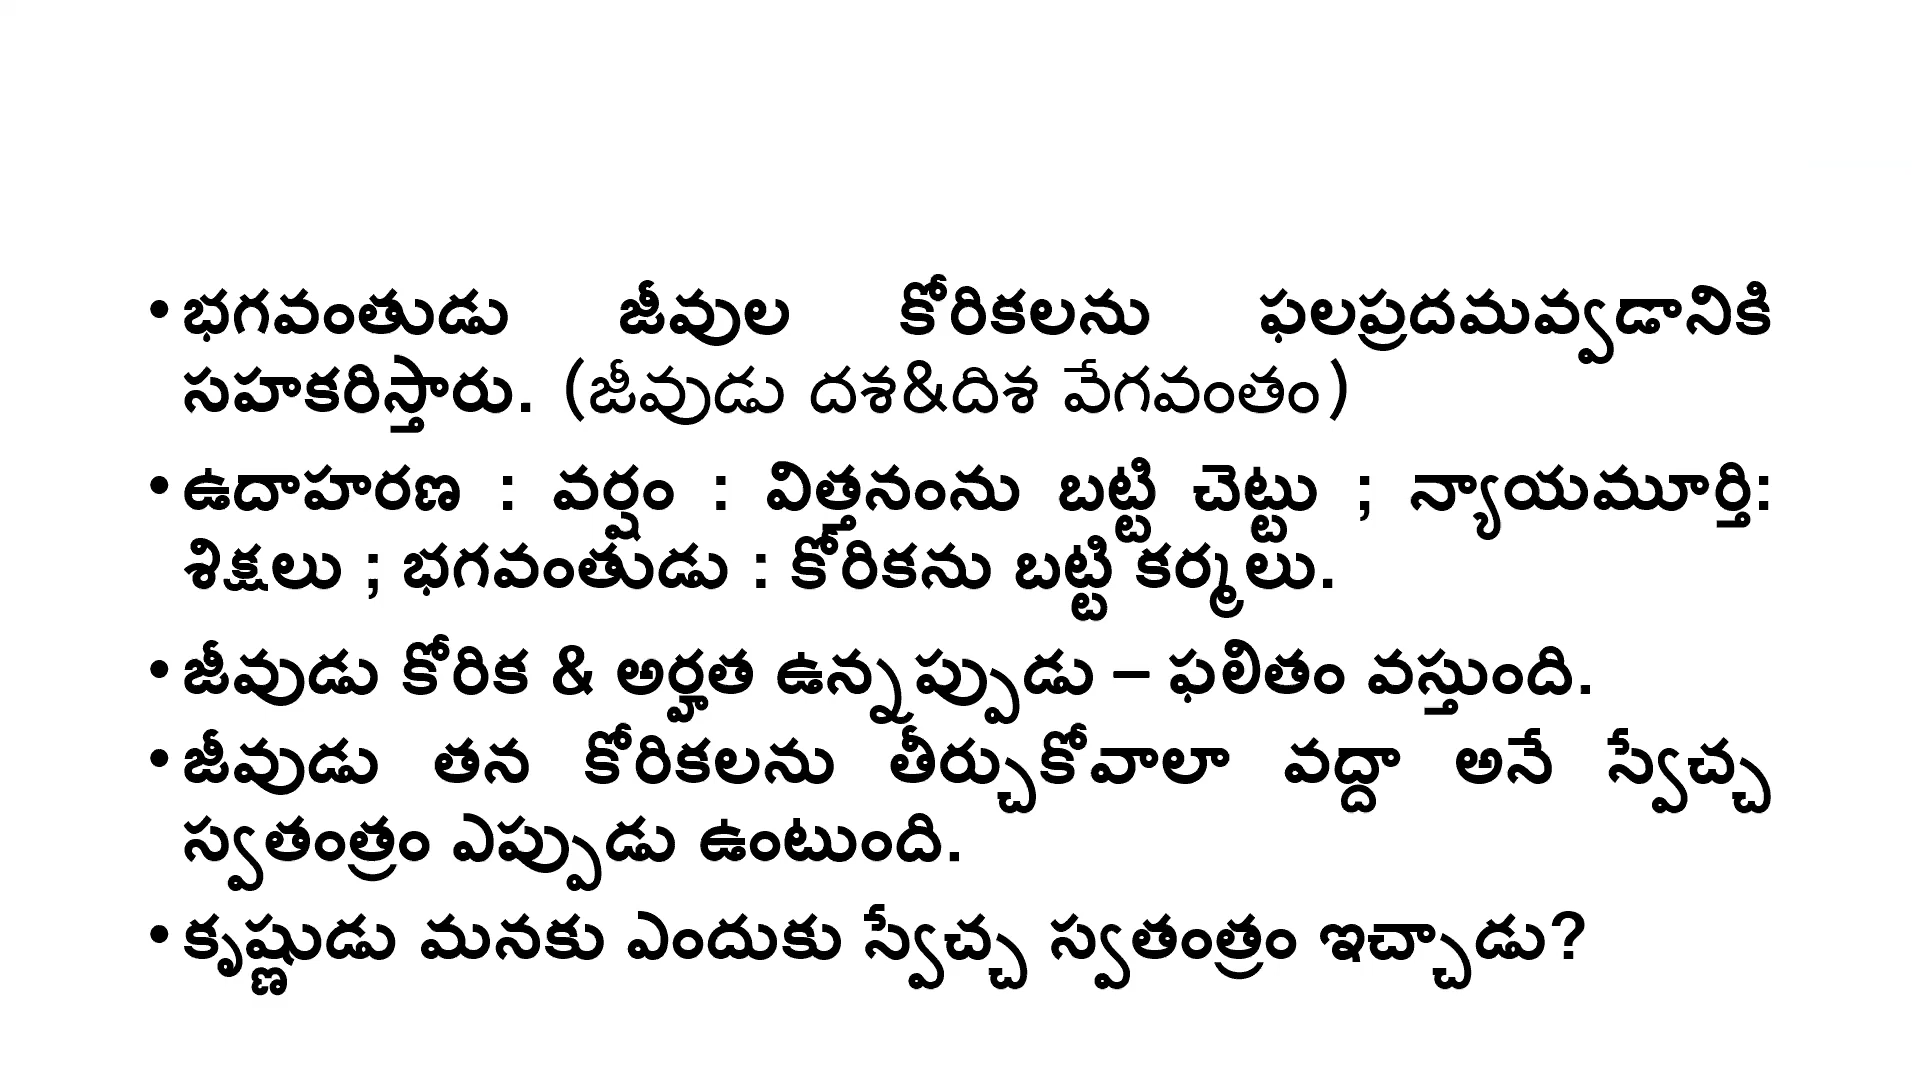 • భగవంతుడు జీవుల కోరికలను ఫలప్రదమవ్వడానికి
సహకరిస్తారు. (జీవుడు దశ&దిశ వేగవంతం)
• ఉదాహరణ : వర్షం : విత్తనంను బట్టి చెట్టు ; న్యాయమూర్తి:
శిక్షలు ; భగవంతుడు : కోరికను బట్టి కర్మలు.
• జీవుడు కోరిక & అర్హత ఉన్నప్పుడు – ఫలితం వస్తుంది.
• జీవుడు తన కోరికలను తీర్చుకోవాలా వద్దా అనే స్వేచ్చ
స్వతంత్రం ఎప్పుడు ఉంటుంది.
• కృష్ణుడు మనకు ఎందుకు స్వేచ్చ స్వతంత్రం ఇచ్చాడు?